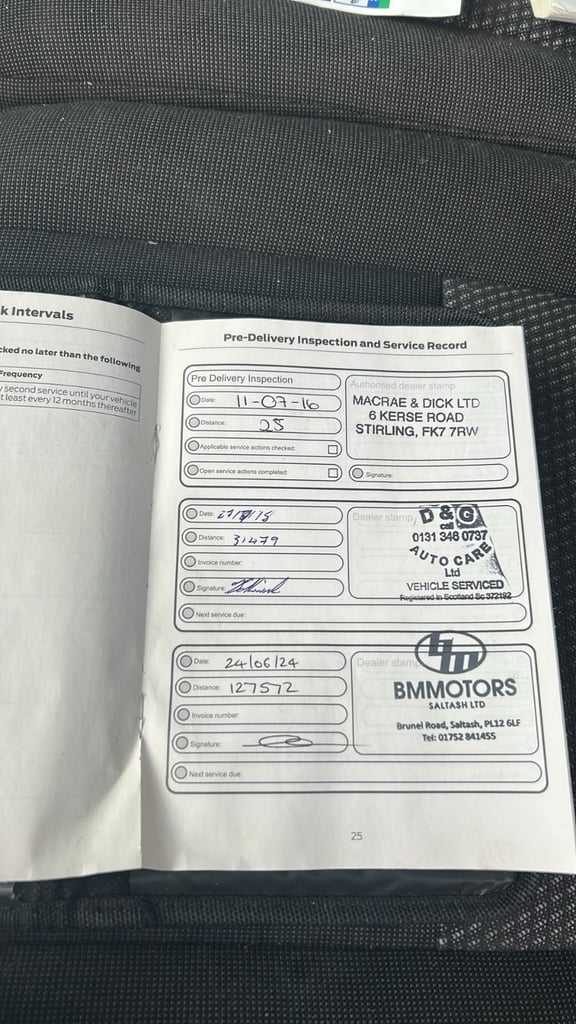 k Intervals
cked no later than the following
Frequency
second service until your vehicle
t least every 12 months thereafter
Pre-Delivery Inspection and Service Record
Pre Delivery Inspection
Date: 11-07-16
Distance: 25
Applicable service actions checked:
Open service actions completed:
Authorised dealer stamp
MACRAE & DICK LTD
6 KERSE ROAD
STIRLING, FK7 7RW
Signature:
Date:
Distance: 31479
Invoice number:
Signature:
Next service due:
Dealer stamp
D & G
call
0131 346 0737
AUTO CARE
Ltd
VEHICLE SERVICED
Registered in Scotland Sc 372192
Date: 24/06/24
Distance: 127572
Invoice number:
Signature:
Next service due:
Dealer stamp
BMMOTORS
SALTASH LTD
Brunel Road, Saltash, PL12 6LF
Tel: 01752 841455
25